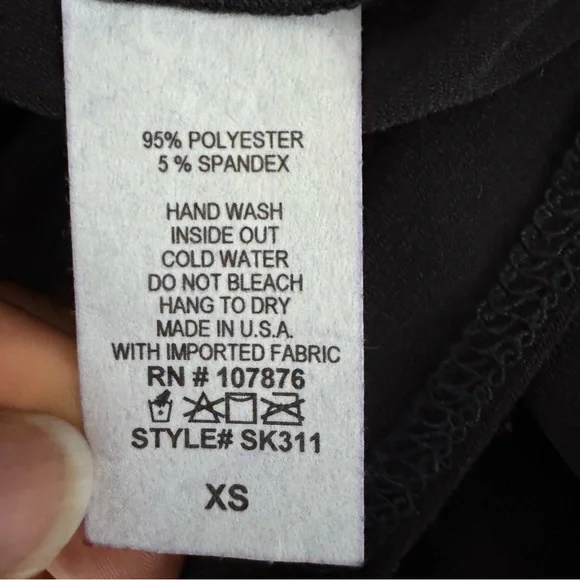 95% POLYESTER
5 % SPANDEX
HAND WASH
INSIDE OUT
COLD WATER
DO NOT BLEACH
HANG TO DRY
MADE IN U.S.A.
WITH IMPORTED FABRIC
RN # 107876
STYLE# SK311
XS